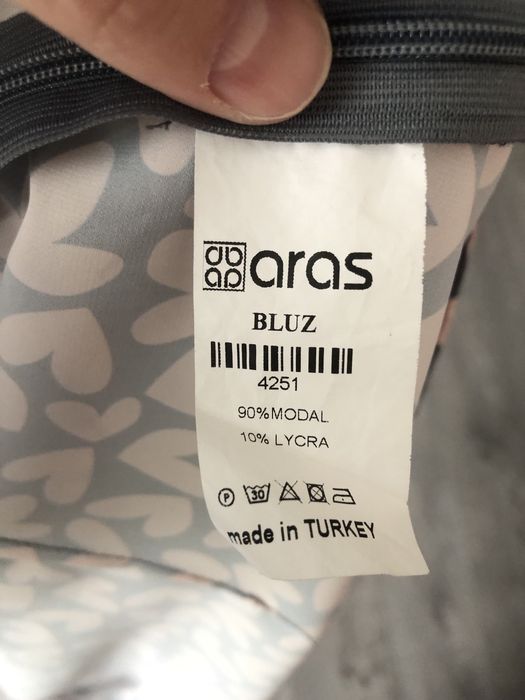 aras
BLUZ
4251
90%MODAL
10% LYCRA
P 30
made in TURKEY